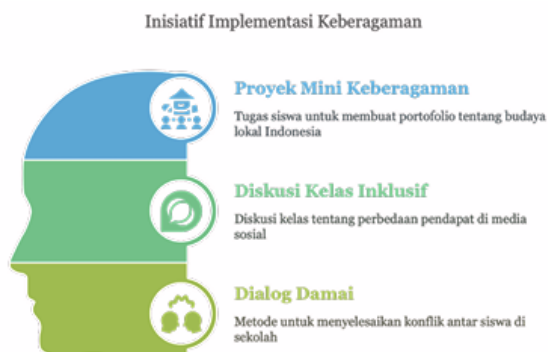 Inisiatif Implementasi Keberagaman
Proyek Mini Keberagaman
Tugas siswa untuk membuat portofolio tentang budaya
lokal Indonesia
Diskusi Kelas Inklusif
Diskusi kelas tentang perbedaan pendapat di media
sosial
Dialog Damai
Metode untuk menyelesaikan konflik antar siswa di
sekolah